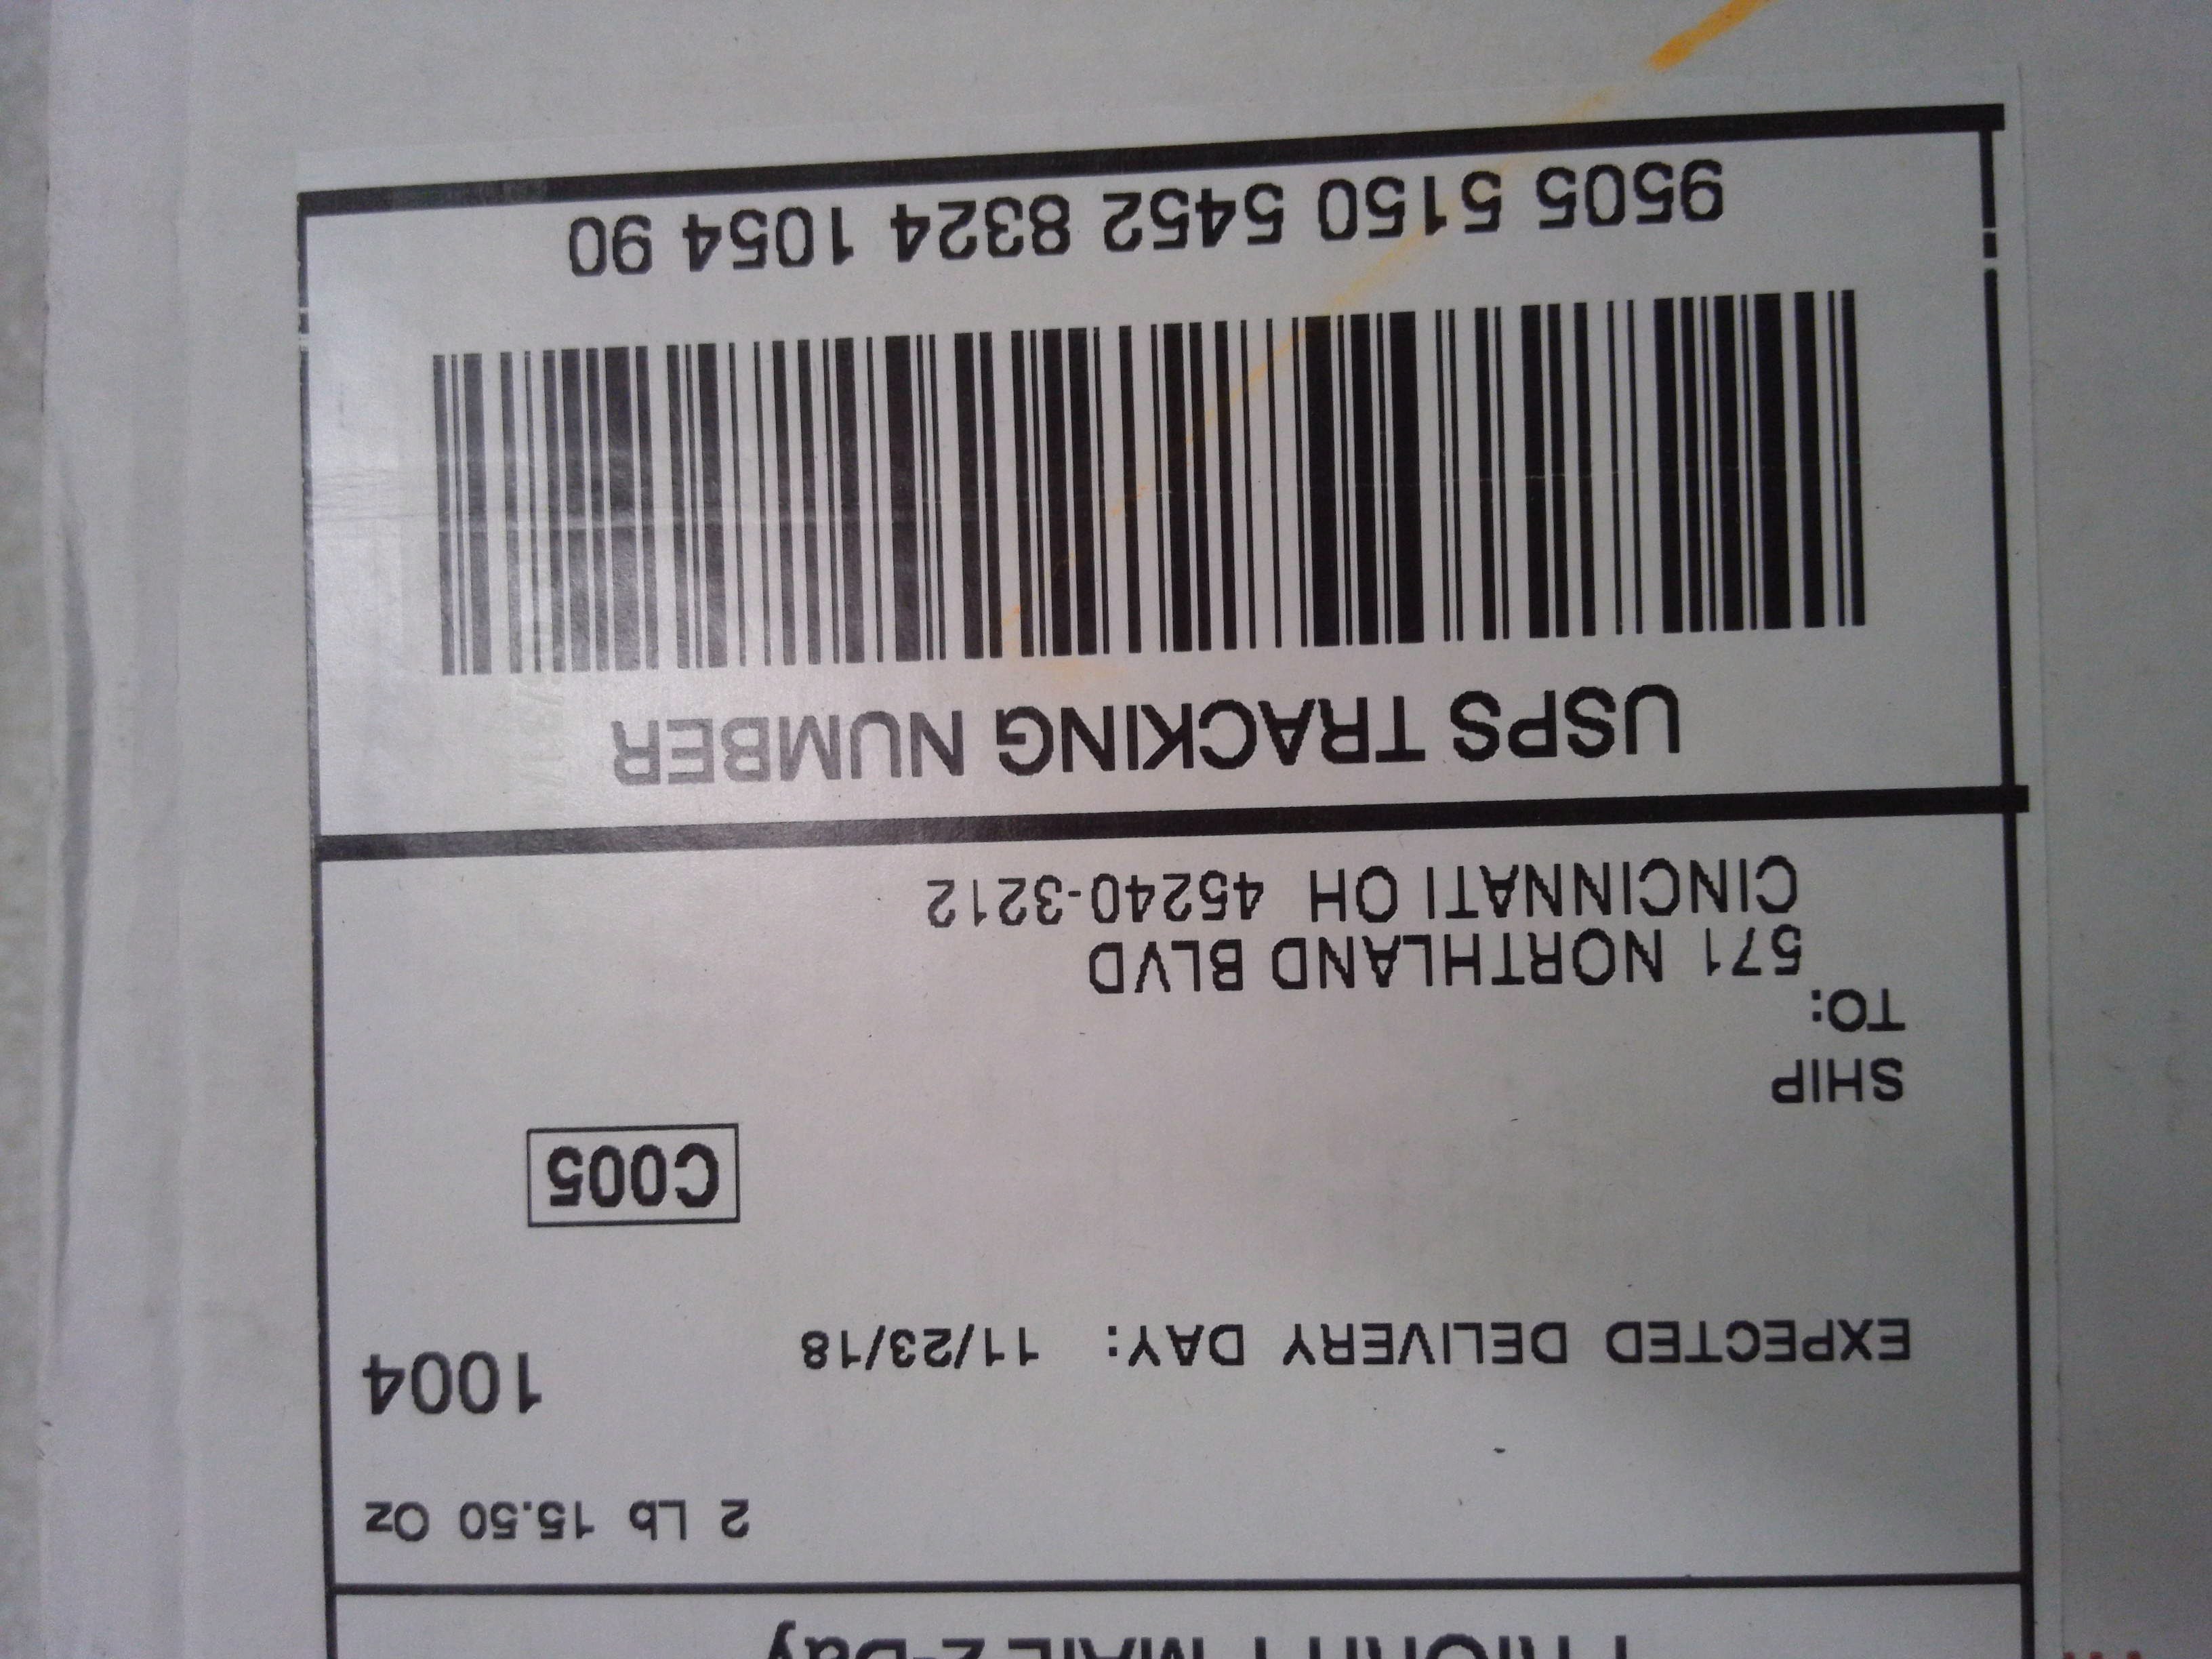 PRIORITY MAIL 2-Day
2 Lb 15.50 Oz
1004
EXPECTED DELIVERY DAY: 11/23/18
C005
SHIP
TO:
571 NORTHLAND BLVD
CINCINNATI OH 45240-3212
USPS TRACKING NUMBER
9505 5150 5452 8324 1054 90